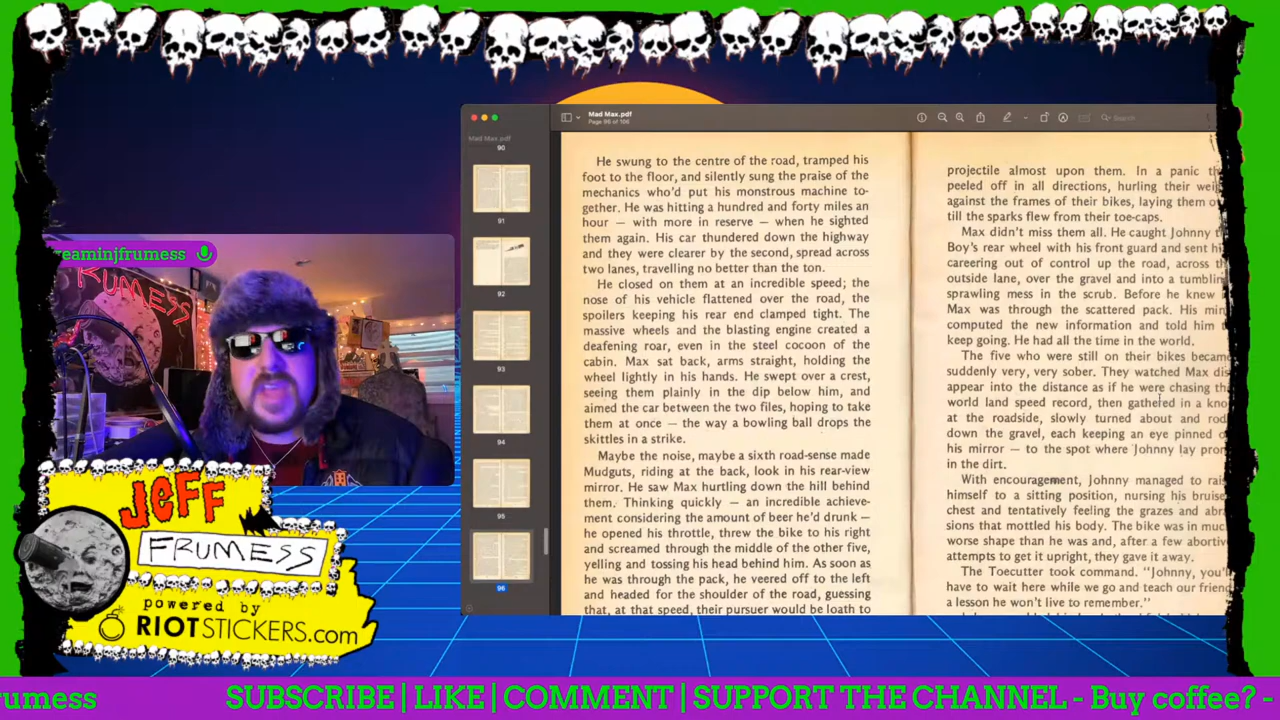 Mad Max.pdf
Page 96 of 106
Search
Mad Max.pdf
90
91
92
93
94
95
96
He swung to the centre of the road, tramped his
foot to the floor, and silently sung the praise of the
mechanics who'd put his monstrous machine to-
gether. He was hitting a hundred and forty miles an
hour — with more in reserve — when he sighted
them again. His car thundered down the highway
and they were clearer by the second, spread across
two lanes, travelling no better than the ton.
He closed on them at an incredible speed; the
nose of his vehicle flattened over the road, the
spoilers keeping his rear end clamped tight. The
massive wheels and the blasting engine created a
deafening roar, even in the steel cocoon of the
cabin. Max sat back, arms straight, holding the
wheel lightly in his hands. He swept over a crest,
seeing them plainly in the dip below him, and
aimed the car between the two files, hoping to take
them at once — the way a bowling ball drops the
skittles in a strike.
Maybe the noise, maybe a sixth road-sense made
Mudguts, riding at the back, look in his rear-view
mirror. He saw Max hurtling down the hill behind
them. Thinking quickly — an incredible achieve-
ment considering the amount of beer he'd drunk —
he opened his throttle, threw the bike to his right
and screamed through the middle of the other five,
yelling and tossing his head behind him. As soon as
he was through the pack, he veered off to the left
and headed for the shoulder of the road, guessing
that, at that speed, their pursuer would be loath to
projectile almost upon them. In a panic th
peeled off in all directions, hurling their wei
against the frames of their bikes, laying them o
till the sparks flew from their toe-caps.
Max didn't miss them all. He caught Johnny t
Boy's rear wheel with his front guard and sent hi
careering out of control up the road, across th
outside lane, over the gravel and into a tumblin
sprawling mess in the scrub. Before he knew
Max was through the scattered pack. His min
computed the new information and told him
keep going. He had all the time in the world.
The five who were still on their bikes becam
suddenly very, very sober. They watched Max dis
appear into the distance as if he were chasing th
world land speed record, then gathered in a kno
at the roadside, slowly turned about and rod
down the gravel, each keeping an eye pinned o
his mirror — to the spot where Johnny lay pron
in the dirt.
With encouragement, Johnny managed to rais
himself to a sitting position, nursing his bruise
chest and tentatively feeling the grazes and abra
sions that mottled his body. The bike was in muc
worse shape than he was and, after a few abortiv
attempts to get it upright, they gave it away.
The Toecutter took command. "Johnny, you'l
have to wait here while we go and teach our frien
a lesson he won't live to remember."
eaminjfrumess
RUMESS
JEFF
FRUMESS
powered by
RIOTSTICKERS.com
rumess SUBSCRIBE | LIKE | COMMENT | SUPPORT THE CHANNEL - Buy coffee? -